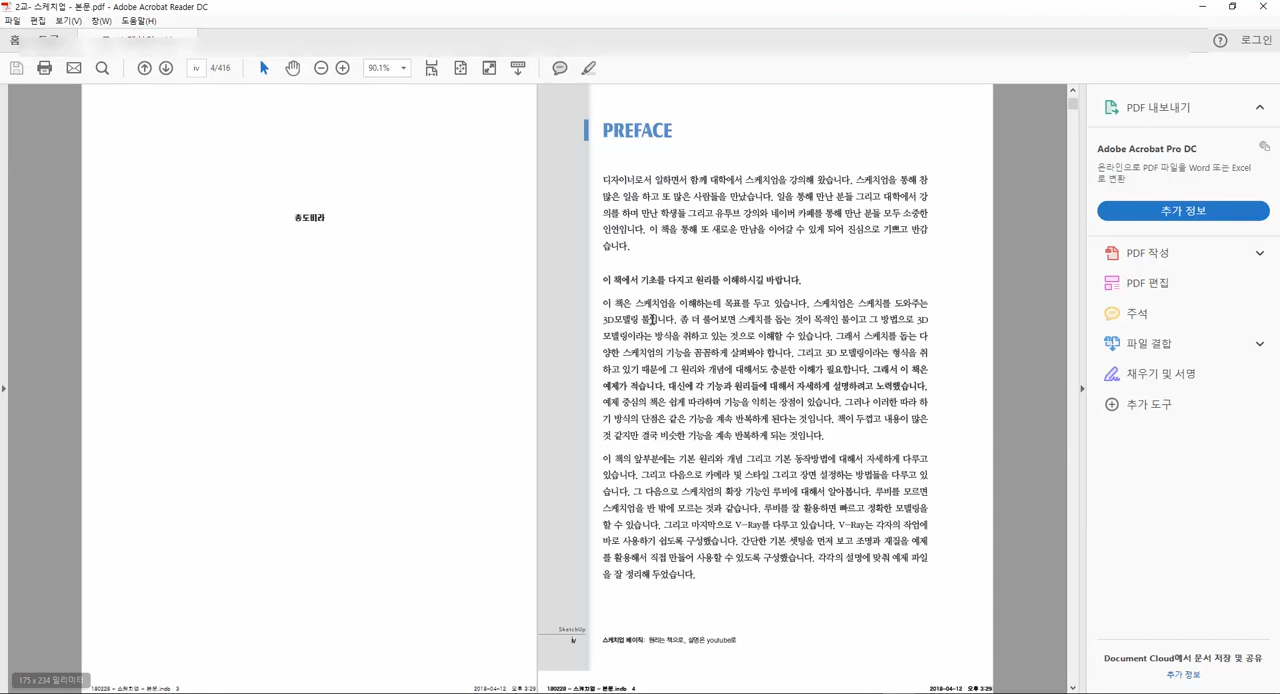 2교- 스케치업 - 본문.pdf - Adobe Acrobat Reader DC
파일 편집 보기(V) 창(W) 도움말(H)
홈
로그인
iv 4/416
90.1%
총도비라
PREFACE
디자이너로서 일하면서 함께 대학에서 스케치업을 강의해 왔습니다. 스케치업을 통해 참
많은 일을 하고 또 많은 사람들을 만났습니다. 일을 통해 만난 분들 그리고 대학에서 강
의를 하며 만난 학생들 그리고 유투브 강의와 네이버 카페를 통해 만난 분들 모두 소중한
인연입니다. 이 책을 통해 또 새로운 만남을 이어갈 수 있게 되어 진심으로 기쁘고 반갑
습니다.
이 책에서 기초를 다지고 원리를 이해하시길 바랍니다.
이 책은 스케치업을 이해하는데 목표를 두고 있습니다. 스케치업은 스케치를 도와주는
3D모델링 툴입니다. 좀 더 풀어보면 스케치를 돕는 것이 목적인 툴이고 그 방법으로 3D
모델링이라는 방식을 취하고 있는 것으로 이해할 수 있습니다. 그래서 스케치를 돕는 다
양한 스케치업의 기능을 꼼꼼하게 살펴봐야 합니다. 그리고 3D 모델링이라는 형식을 취
하고 있기 때문에 그 원리와 개념에 대해서도 충분한 이해가 필요합니다. 그래서 이 책은
예제가 적습니다. 대신에 각 기능과 원리들에 대해서 자세하게 설명하려고 노력했습니다.
예제 중심의 책은 쉽게 따라하며 기능을 익히는 장점이 있습니다. 그러나 이러한 따라 하
기 방식의 단점은 같은 기능을 계속 반복하게 된다는 것입니다. 책이 두껍고 내용이 많은
것 같지만 결국 비슷한 기능을 계속 반복하게 되는 것입니다.
이 책의 앞부분에는 기본 원리와 개념 그리고 기본 동작방법에 대해서 자세하게 다루고
있습니다. 그리고 다음으로 카메라 및 스타일 그리고 장면 설정하는 방법들을 다루고 있
습니다. 그 다음으로 스케치업의 확장 기능인 루비에 대해서 알아봅니다. 루비를 모르면
스케치업을 반 밖에 모르는 것과 같습니다. 루비를 잘 활용하면 빠르고 정확한 모델링을
할 수 있습니다. 그리고 마지막으로 V-Ray를 다루고 있습니다. V-Ray는 각자의 작업에
바로 사용하기 쉽도록 구성했습니다. 간단한 기본 셋팅을 먼저 보고 조명과 재질을 예제
를 활용해서 직접 만들어 사용할 수 있도록 구성했습니다. 각각의 설명에 맞춰 예제 파일
을 잘 정리해 두었습니다.
SketchUp
iv
스케치업 베이직: 원리는 책으로, 설명은 youtube로
175 x 234 밀리미터
180228 - 스케치업 - 본문.indb 3
2018-04-12 오후 3:29
180228 - 스케치업 - 본문.indb 4
2018-04-12 오후 3:29
PDF 내보내기
Adobe Acrobat Pro DC
온라인으로 PDF 파일을 Word 또는 Excel
로 변환
추가 정보
PDF 작성
PDF 편집
주석
파일 결합
채우기 및 서명
추가 도구
Document Cloud에서 문서 저장 및 공유
추가 정보